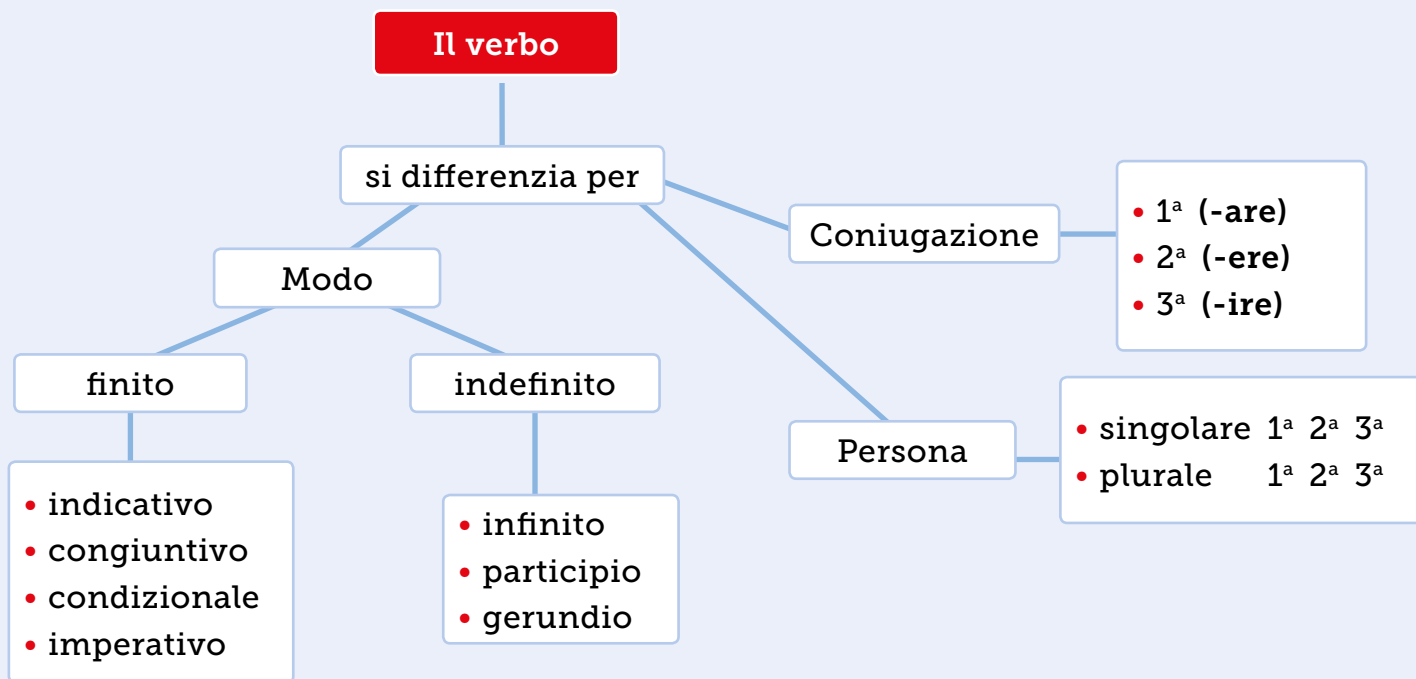 Il verbo
si differenzia per
Modo
finito
• indicativo
• congiuntivo
• condizionale
• imperativo
indefinito
• infinito
• participio
• gerundio
Coniugazione
• 1ª (-are)
• 2ª (-ere)
• 3ª (-ire)
Persona
• singolare 1ª 2ª 3ª
• plurale 1ª 2ª 3ª